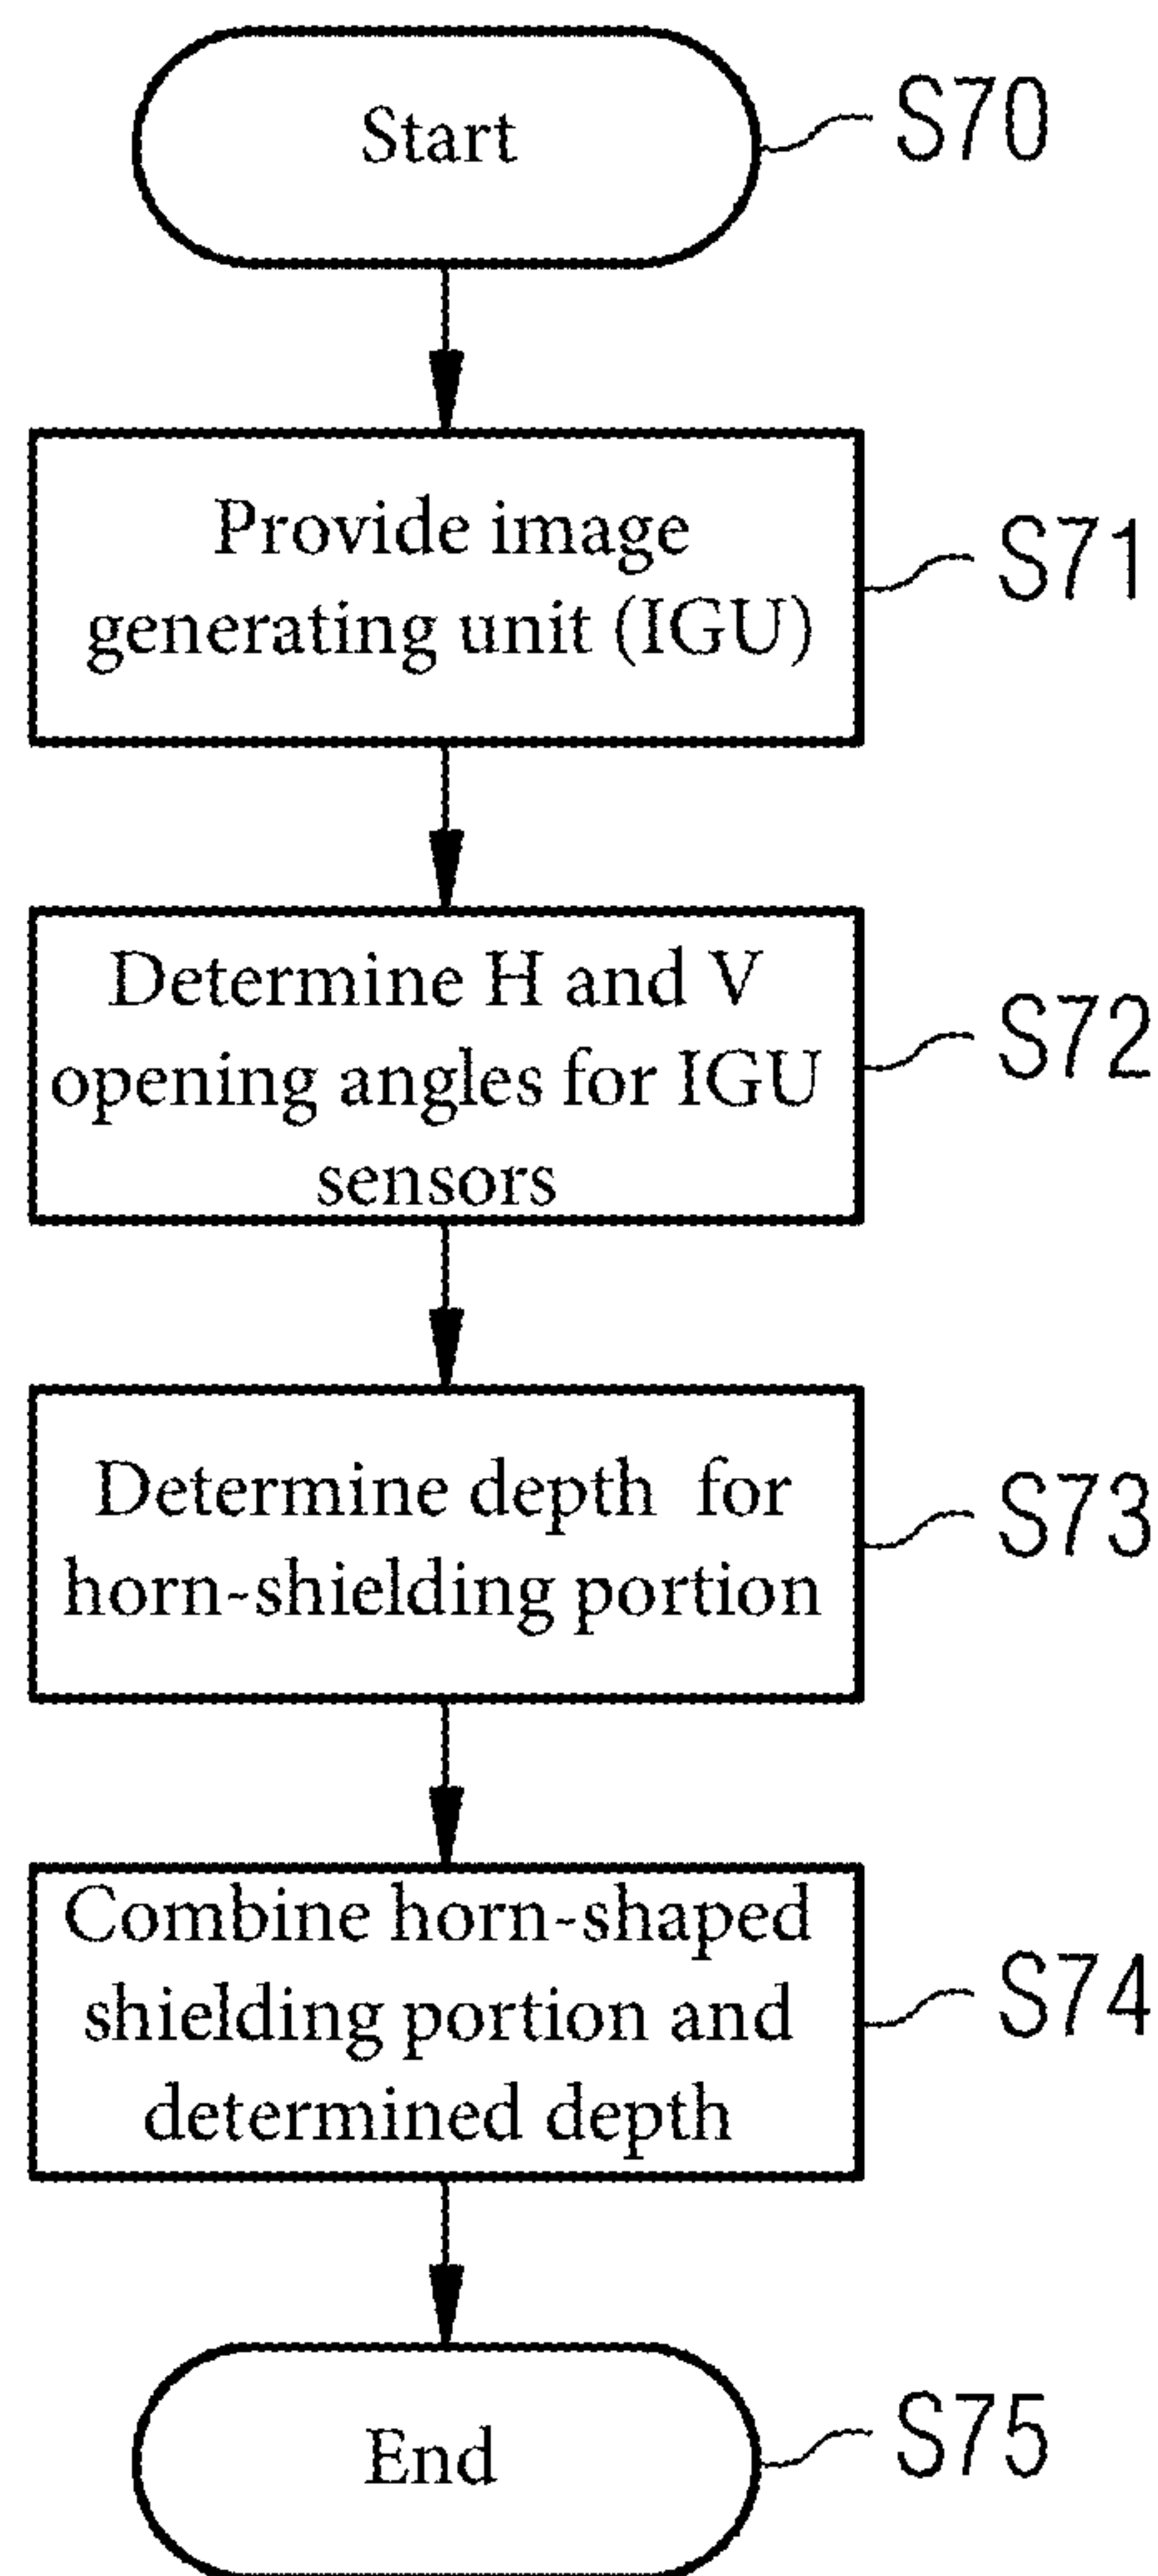 Start
S70
Provide image
generating unit (IGU)
S71
Determine H and V
opening angles for IGU
sensors
S72
Determine depth for
horn-shielding portion
S73
Combine horn-shaped
shielding portion and
determined depth
S74
End
S75